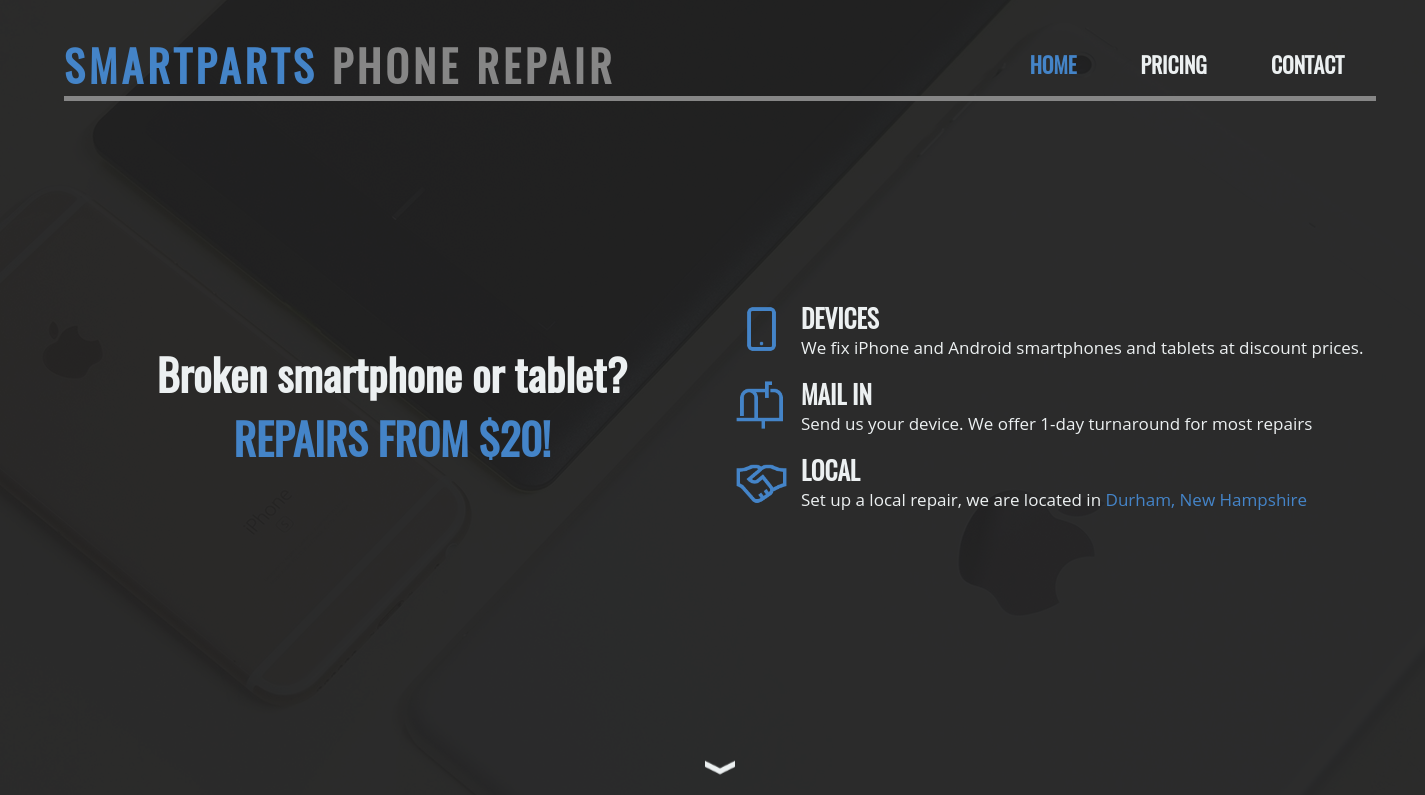 SMARTPARTS PHONE REPAIR
HOME
PRICING
CONTACT
Broken smartphone or tablet?
REPAIRS FROM $20!
DEVICES
We fix iPhone and Android smartphones and tablets at discount prices.
MAIL IN
Send us your device. We offer 1-day turnaround for most repairs
LOCAL
Set up a local repair, we are located in Durham, New Hampshire
iPhone